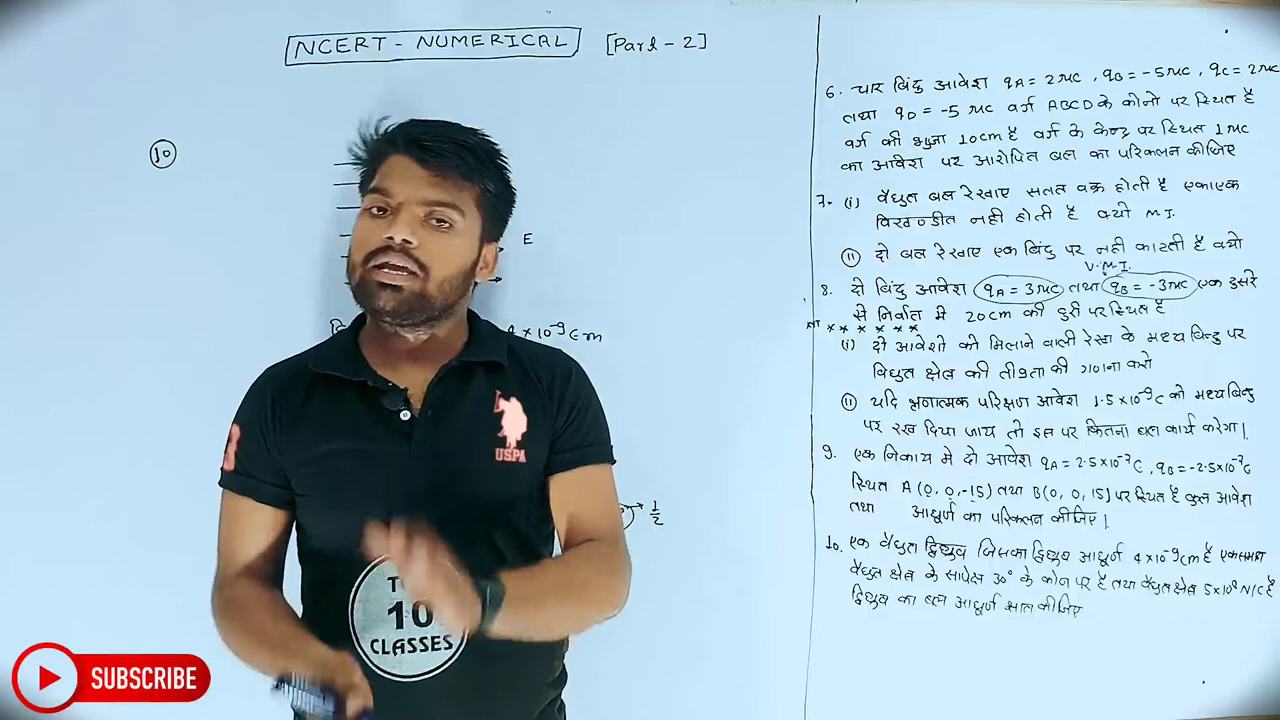 NCERT - NUMERICAL [Part - 2]
10
E
4 × 10⁻⁹ cm
1/2
6. चार बिंदु आवेश qA = 2μC , qB = -5μC, qC = 2μC
तथा qD = -5 μC वर्ग ABCD के कोनो पर स्थित है
वर्ग की भुजा 10cm है वर्ग के केन्द्र पर स्थित 1μC
का आवेश पर आरोपित बल का परिकलन कीजिए
7. (i) वैधुत बल रेखाए सतत वक्र होती है एकाएक
विखण्डीत नही होती है क्यो M.I.
(ii) दो बल रेखाए एक बिंदु पर नही काटती है क्यो
V.M.I.
8. दो बिंदु आवेश qA = 3μC तथा qB = -3μC एक दुसरे
से निर्वात मे 20cm की दुरी पर स्थित है
××××××
(i) दो आवेशो को मिलाने वाली रेखा के मध्य बिन्दु पर
विधुत क्षेत्र की तीव्रता की गणना करो
(ii) यदि ऋणात्मक परिक्षण आवेश 1.5×10⁻⁹C को मध्य बिन्दु
पर रख दिया जाय तो इस पर कितना बल कार्य करेगा।
9. एक निकाय मे दो आवेश qA = 2.5×10⁻⁷C , qB = -2.5×10⁻⁷C
स्थित A (0, 0, -15) तथा B(0, 0, 15) पर स्थित है कुल आवेश
तथा आधूर्ण का परिकलन कीजिए।
10. एक वैधुत द्विध्रुव जिसका द्विध्रुव आधूर्ण 4×10⁻⁹cm है एकसमान
वैधुत क्षेत्र के सापेक्ष 30° के कोन पर है तथा वैधुत क्षेत्र N/C है
द्विध्रुव का बल आधूर्ण ज्ञात कीजिए
USPA
10
CLASSES
SUBSCRIBE